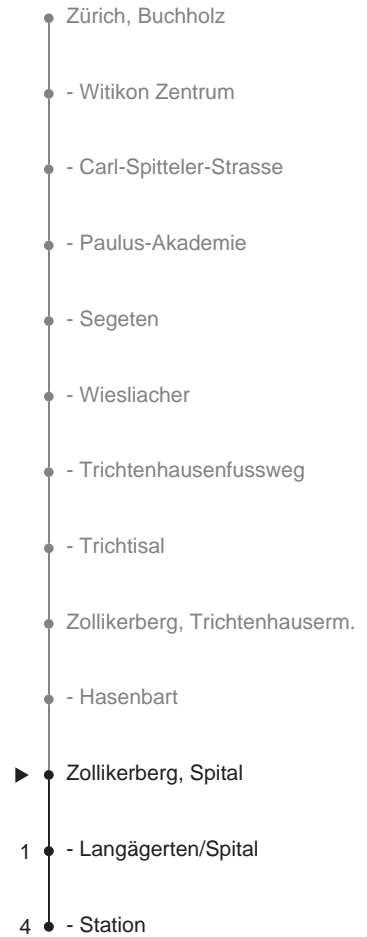 Zürich, Buchholz
- Witikon Zentrum
- Carl-Spitteler-Strasse
- Paulus-Akademie
- Segeten
- Wiesliacher
- Trichtenhausenfussweg
- Trichtisal
Zollikerberg, Trichtenhauserm.
- Hasenbart
Zollikerberg, Spital
1 - Langägerten/Spital
4 - Station